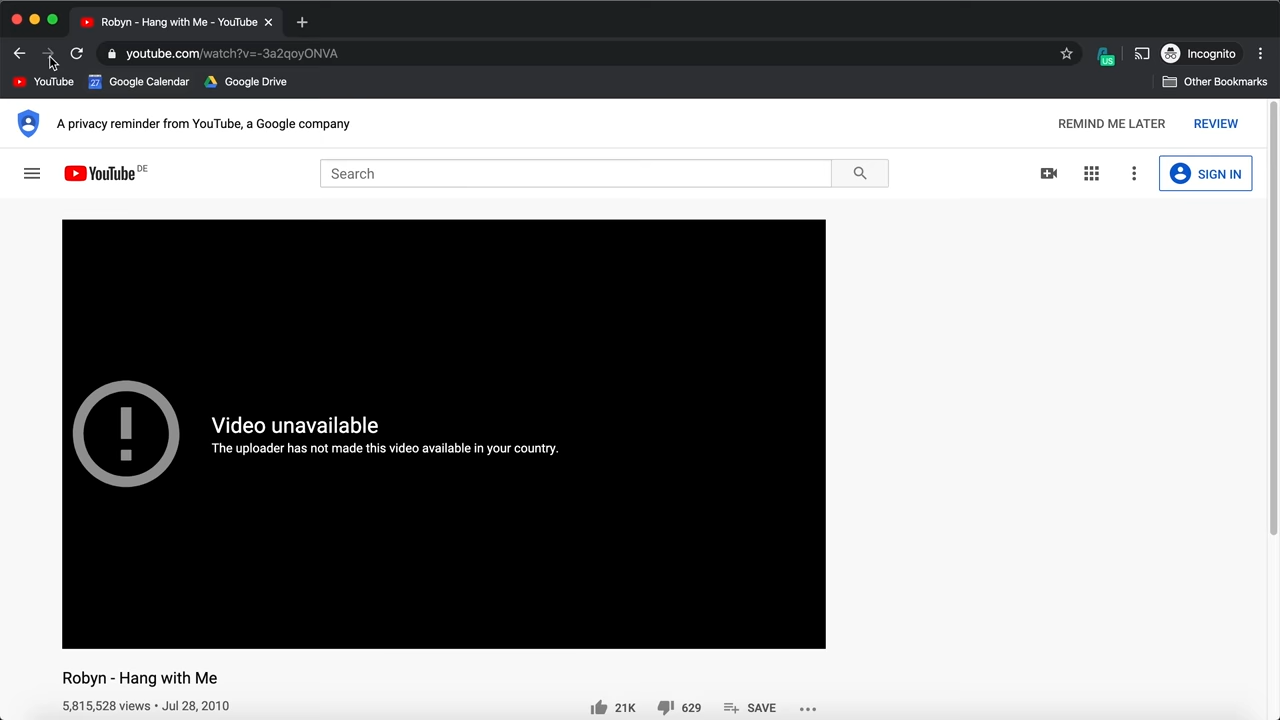 Robyn - Hang with Me - YouTube
youtube.com/watch?v=-3a2qoyONVA
US
Incognito
YouTube
27
Google Calendar
Google Drive
Other Bookmarks
A privacy reminder from YouTube, a Google company
REMIND ME LATER
REVIEW
YouTube DE
Search
SIGN IN
Video unavailable
The uploader has not made this video available in your country.
Robyn - Hang with Me
5,815,528 views • Jul 28, 2010
21K
629
SAVE